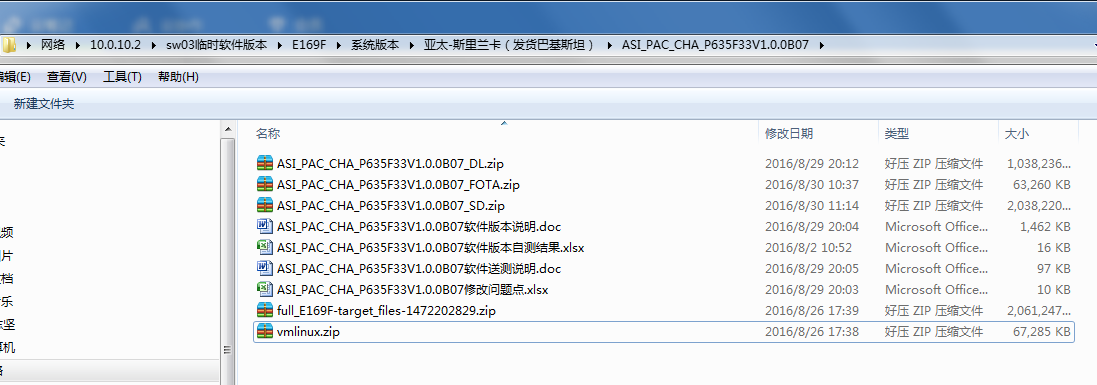 网络 ▸ 10.0.10.2 ▸ sw03临时软件版本 ▸ E169F ▸ 系统版本 ▸ 亚太-斯里兰卡（发货巴基斯坦） ▸ ASI_PAC_CHA_P635F33V1.0.0B07 ▸
编辑(E) 查看(V) 工具(T) 帮助(H)
新建文件夹
名称 修改日期 类型 大小
ASI_PAC_CHA_P635F33V1.0.0B07_DL.zip 2016/8/29 20:12 好压 ZIP 压缩文件 1,038,236...
ASI_PAC_CHA_P635F33V1.0.0B07_FOTA.zip 2016/8/30 10:37 好压 ZIP 压缩文件 63,260 KB
ASI_PAC_CHA_P635F33V1.0.0B07_SD.zip 2016/8/30 11:14 好压 ZIP 压缩文件 2,038,220...
ASI_PAC_CHA_P635F33V1.0.0B07软件版本说明.doc 2016/8/29 20:04 Microsoft Office... 1,462 KB
ASI_PAC_CHA_P635F33V1.0.0B07软件版本自测结果.xlsx 2016/8/2 10:52 Microsoft Office... 16 KB
ASI_PAC_CHA_P635F33V1.0.0B07软件送测说明.doc 2016/8/29 20:05 Microsoft Office... 97 KB
ASI_PAC_CHA_P635F33V1.0.0B07修改问题点.xlsx 2016/8/29 20:03 Microsoft Office... 10 KB
full_E169F-target_files-1472202829.zip 2016/8/26 17:39 好压 ZIP 压缩文件 2,061,247...
vmlinux.zip 2016/8/26 17:38 好压 ZIP 压缩文件 67,285 KB